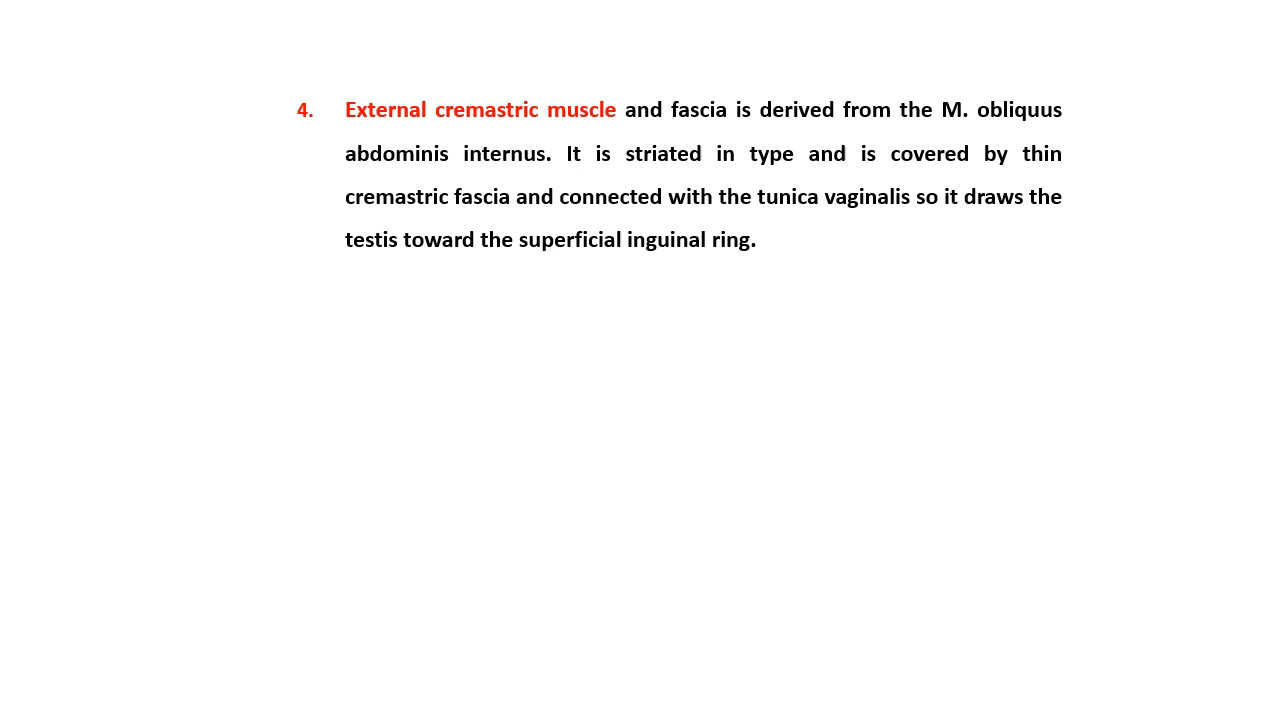 4. External cremastric muscle and fascia is derived from the M. obliquus
abdominis internus. It is striated in type and is covered by thin
cremastric fascia and connected with the tunica vaginalis so it draws the
testis toward the superficial inguinal ring.